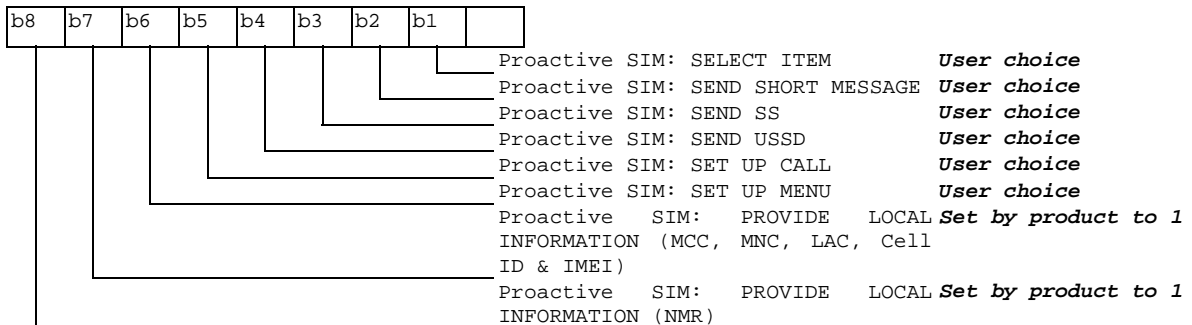 b8 b7 b6 b5 b4 b3 b2 b1
Proactive SIM: SELECT ITEM User choice
Proactive SIM: SEND SHORT MESSAGE User choice
Proactive SIM: SEND SS User choice
Proactive SIM: SEND USSD User choice
Proactive SIM: SET UP CALL User choice
Proactive SIM: SET UP MENU User choice
Proactive SIM: PROVIDE LOCAL Set by product to 1
INFORMATION (MCC, MNC, LAC, Cell
ID & IMEI)
Proactive SIM: PROVIDE LOCAL Set by product to 1
INFORMATION (NMR)